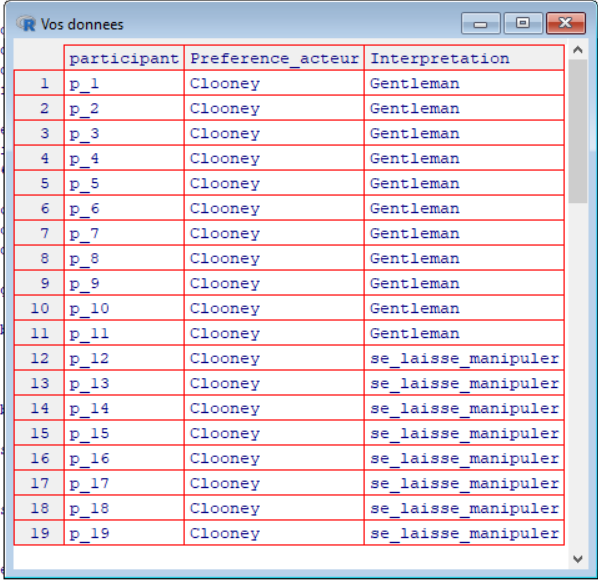 R Vos donnees
participant Preference_acteur Interpretation
1 p_1 Clooney Gentleman
2 p_2 Clooney Gentleman
3 p_3 Clooney Gentleman
4 p_4 Clooney Gentleman
5 p_5 Clooney Gentleman
6 p_6 Clooney Gentleman
7 p_7 Clooney Gentleman
8 p_8 Clooney Gentleman
9 p_9 Clooney Gentleman
10 p_10 Clooney Gentleman
11 p_11 Clooney Gentleman
12 p_12 Clooney se_laisse_manipuler
13 p_13 Clooney se_laisse_manipuler
14 p_14 Clooney se_laisse_manipuler
15 p_15 Clooney se_laisse_manipuler
16 p_16 Clooney se_laisse_manipuler
17 p_17 Clooney se_laisse_manipuler
18 p_18 Clooney se_laisse_manipuler
19 p_19 Clooney se_laisse_manipuler